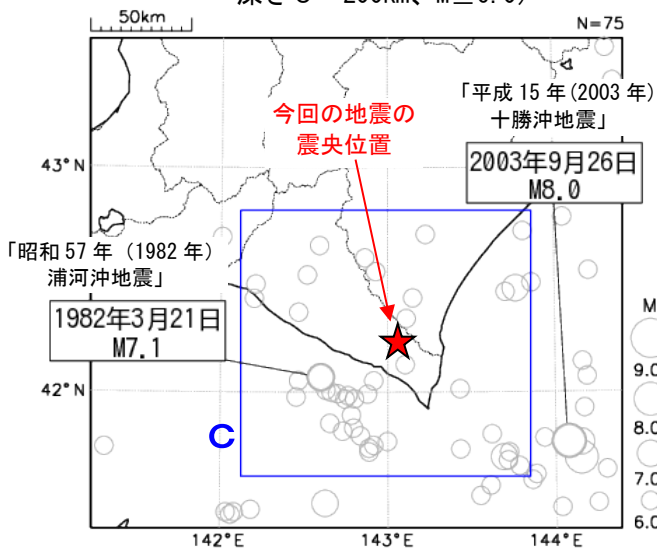 50km
N=75
「平成 15 年(2003 年)
十勝沖地震」
今回の地震の
震央位置
2003年9月26日
M8.0
43°N
「昭和 57 年（1982 年）
浦河沖地震」
1982年3月21日
M7.1
M
9.0
8.0
7.0
6.0
42°N
C
142°E
143°E
144°E